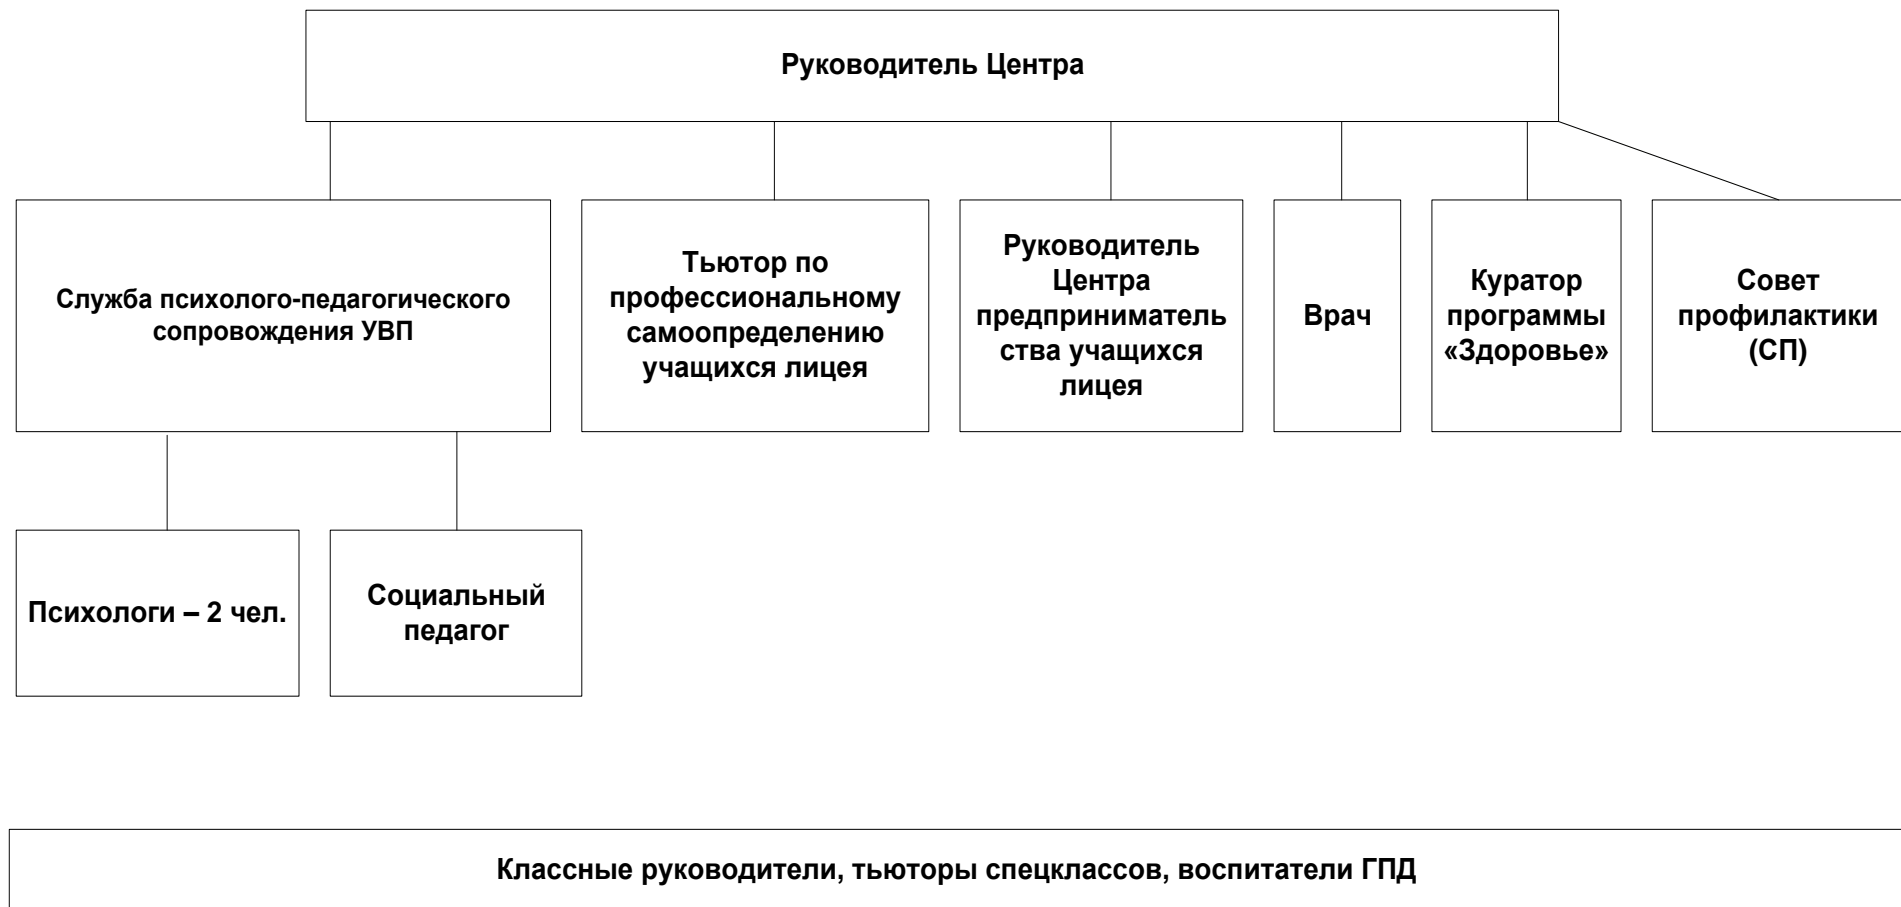 Руководитель Центра
Служба психолого-педагогического
сопровождения УВП
Тьютор по
профессиональному
самоопределению
учащихся лицея
Руководитель
Центра
предприниматель
ства учащихся
лицея
Врач
Куратор
программы
«Здоровье»
Совет
профилактики
(СП)
Психологи – 2 чел.
Социальный
педагог
Классные руководители, тьюторы спецклассов, воспитатели ГПД